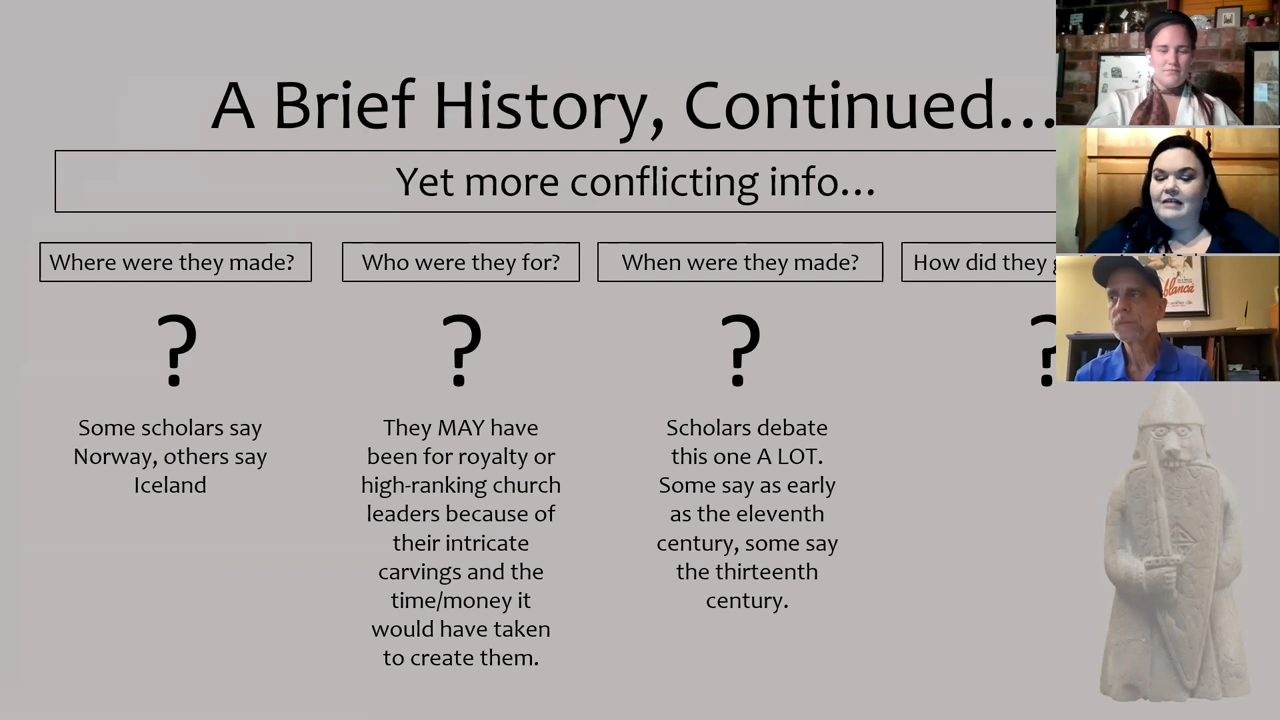 A Brief History, Continued...
Yet more conflicting info...
Where were they made?
Who were they for?
When were they made?
How did they
?
?
?
?
Some scholars say
Norway, others say
Iceland
They MAY have
been for royalty or
high-ranking church
leaders because of
their intricate
carvings and the
time/money it
would have taken
to create them.
Scholars debate
this one A LOT.
Some say as early
as the eleventh
century, some say
the thirteenth
century.